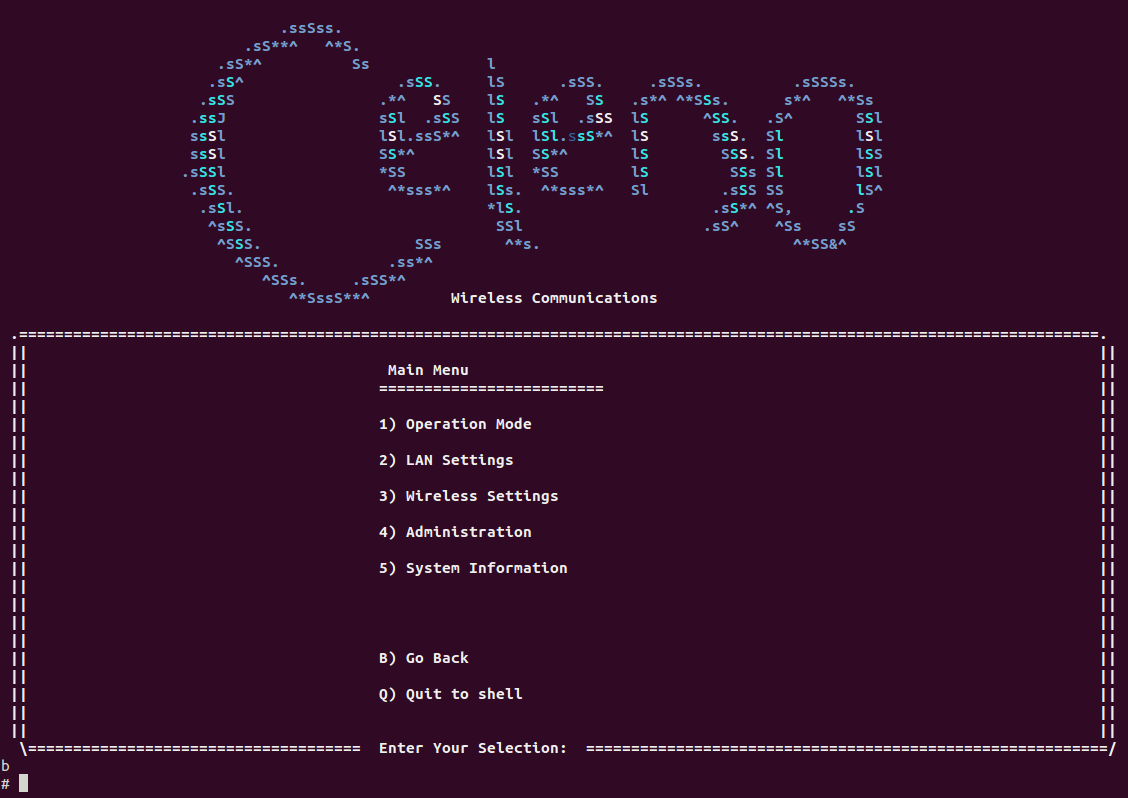 Celeno
Wireless Communications
Main Menu
=========================
1) Operation Mode
2) LAN Settings
3) Wireless Settings
4) Administration
5) System Information
B) Go Back
Q) Quit to shell
Enter Your Selection:
b
#